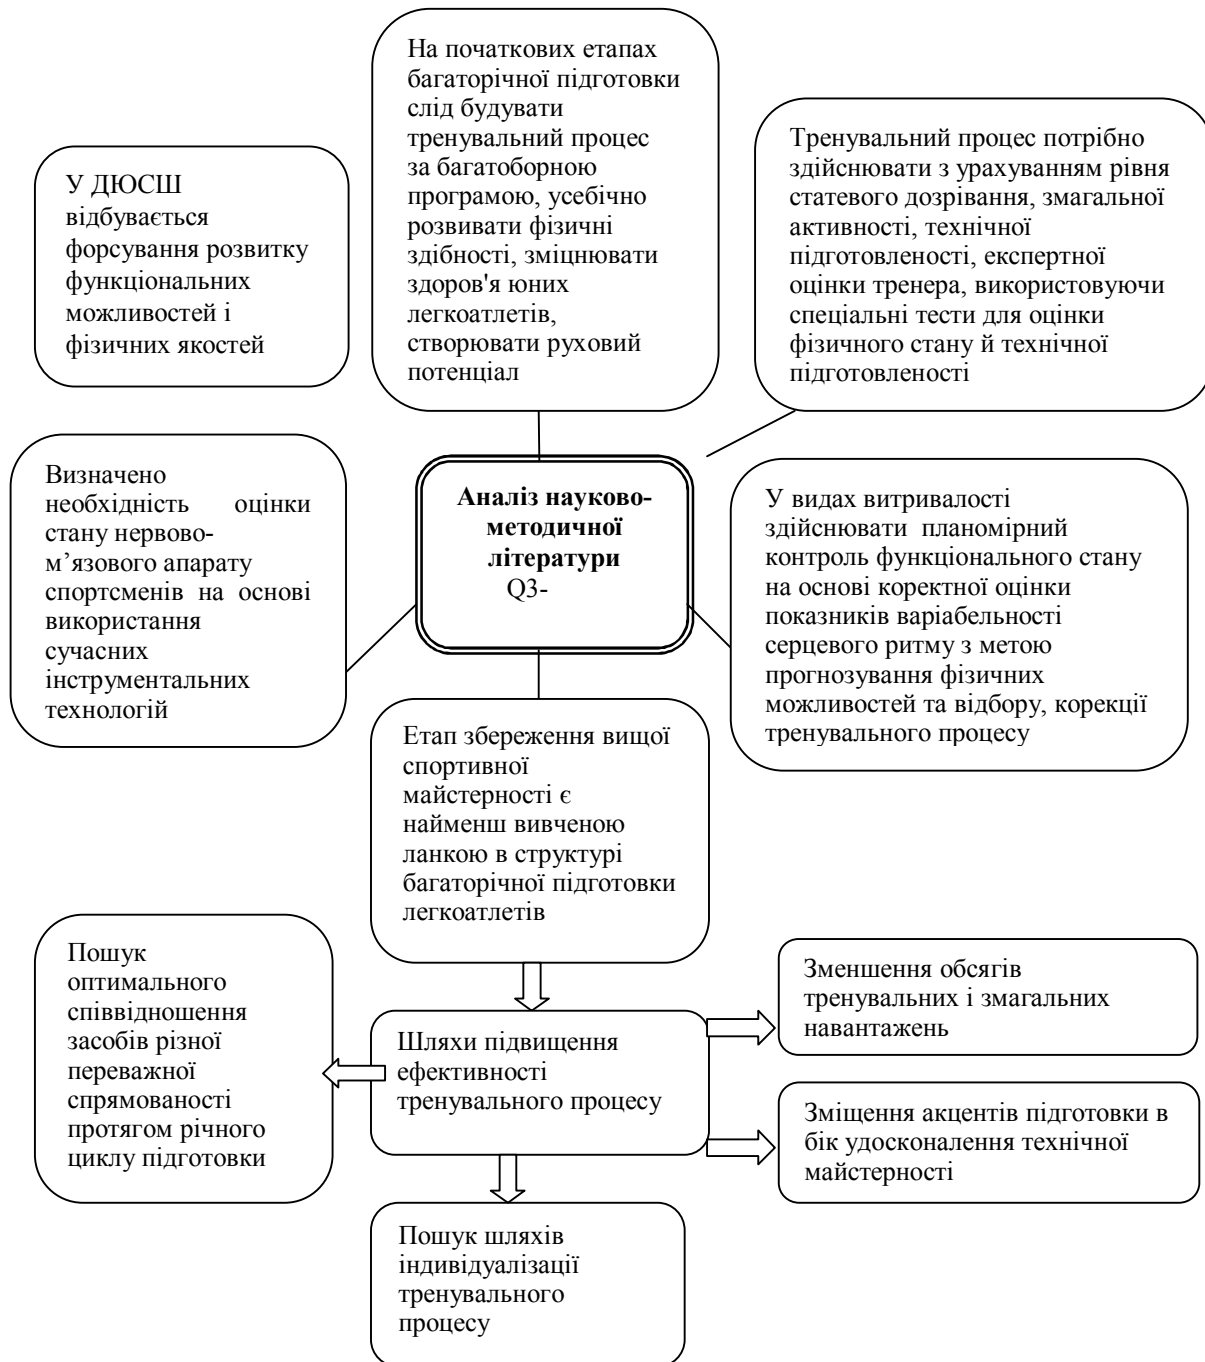 На початкових етапах
багаторічної підготовки
слід будувати
тренувальний процес
за багатоборною
програмою, усебічно
розвивати фізичні
здібності, зміцнювати
здоров'я юних
легкоатлетів,
створювати руховий
потенціал
У ДЮСШ
відбувається
форсування розвитку
функціональних
можливостей і
фізичних якостей
Тренувальний процес потрібно
здійснювати з урахуванням рівня
статевого дозрівання, змагальної
активності, технічної
підготовленості, експертної
оцінки тренера, використовуючи
спеціальні тести для оцінки
фізичного стану й технічної
підготовленості
Визначено
необхідність оцінки
стану нервово-
м’язового апарату
спортсменів на основі
використання
сучасних
інструментальних
технологій
Аналіз науково-
методичної
літератури
Q3-
У видах витривалості
здійснювати планомірний
контроль функціонального стану
на основі коректної оцінки
показників варіабельності
серцевого ритму з метою
прогнозування фізичних
можливостей та відбору, корекції
тренувального процесу
Етап збереження вищої
спортивної
майстерності є
найменш вивченою
ланкою в структурі
багаторічної підготовки
легкоатлетів
Пошук
оптимального
співвідношення
засобів різної
переважної
спрямованості
протягом річного
циклу підготовки
Шляхи підвищення
ефективності
тренувального процесу
Зменшення обсягів
тренувальних і змагальних
навантажень
Зміщення акцентів підготовки в
бік удосконалення технічної
майстерності
Пошук шляхів
індивідуалізації
тренувального
процесу